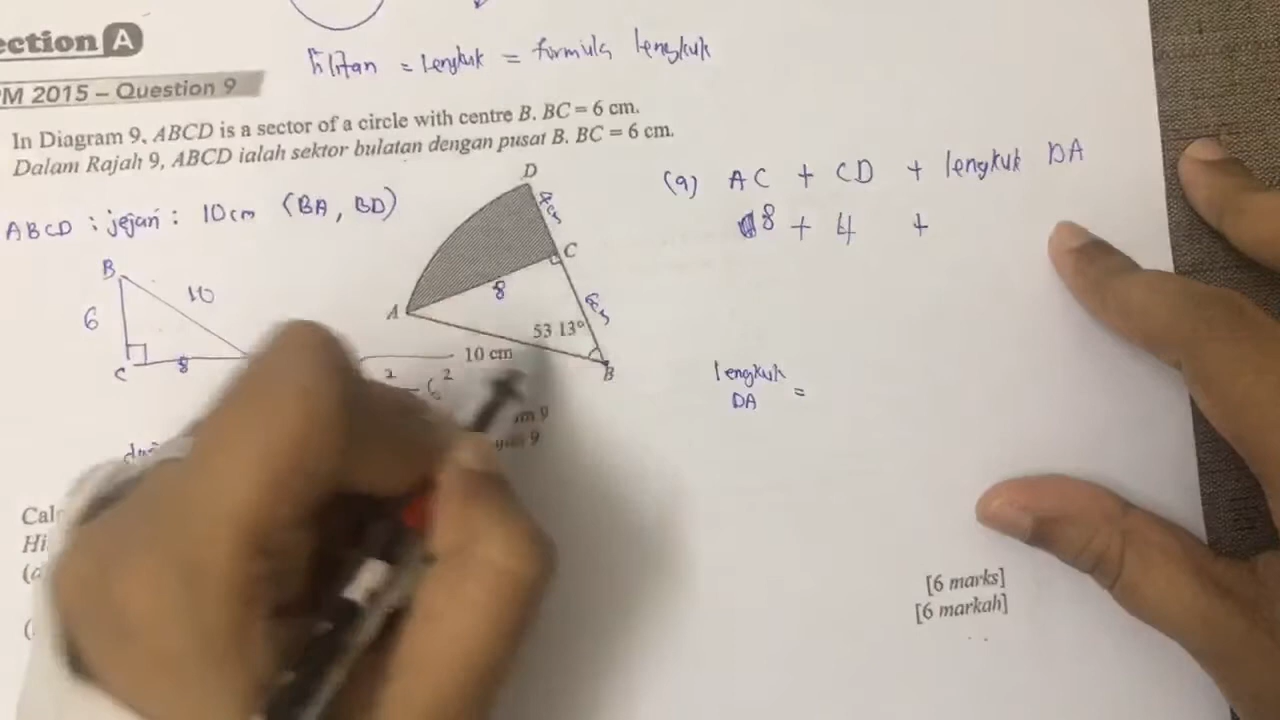 ection A
hlitan = lengkuk = formula lengkuk
M 2015 – Question 9
In Diagram 9, ABCD is a sector of a circle with centre B. BC = 6 cm.
Dalam Rajah 9, ABCD ialah sektor bulatan dengan pusat B. BC = 6 cm.
ABCD : jejari : 10cm (BA, BD)
D
4cm
C
8
A
53 13°
10 cm
B
B
10
6
C
8
(a) AC + CD + lengkuk DA
8 + 4 +
lengkuk
DA =
[6 marks]
[6 markah]